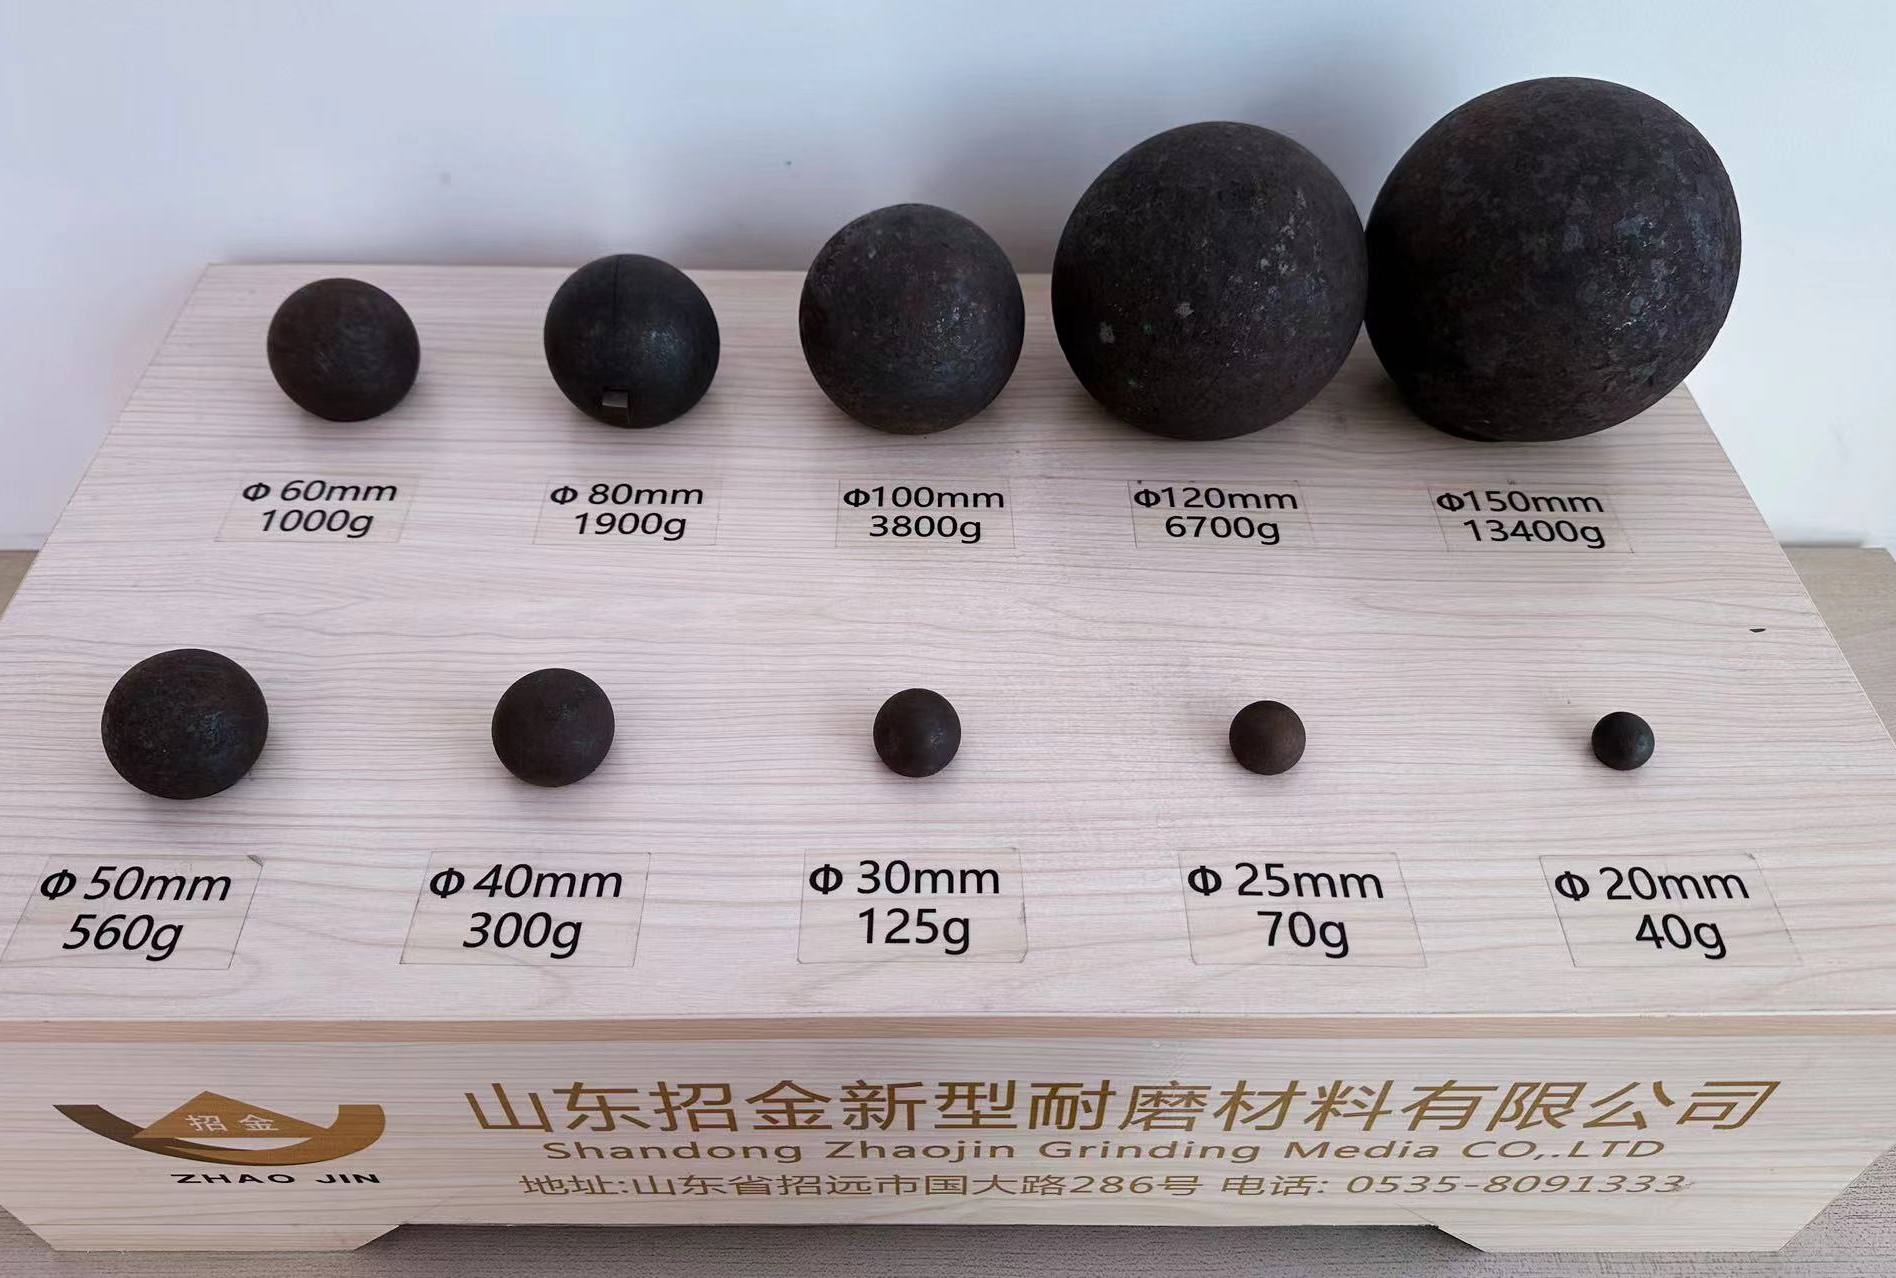 Φ 60mm
1000g
Φ 80mm
1900g
Φ100mm
3800g
Φ120mm
6700g
Φ150mm
13400g
Φ 50mm
560g
Φ 40mm
300g
Φ 30mm
125g
Φ 25mm
70g
Φ 20mm
40g
招金
ZHAO JIN
山东招金新型耐磨材料有限公司
Shandong Zhaojin Grinding Media CO,.LTD
地址:山东省招远市国大路286号 电话: 0535-8091333